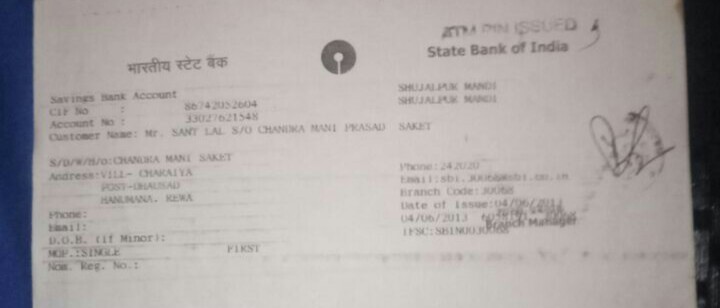 ATM PIN ISSUED
भारतीय स्टेट बैंक
State Bank of India
Savings Bank Account
SHUJALPUR MANDI
CIF No : 86742052604
SHUJALPUR MANDI
Account No : 33027621548
Customer Name: Mr. SANT LAL S/O CHANDRA MANI PRASAD SAKET
S/D/W/H/o:CHANDRA MANI SAKET
Phone:242020
Address:VILL- CHAKAIYA
Email:sbi.30068@sbi.co.in
Branch Code:30068
HANUMANA, REWA
Date of Issue:04/06/2013
Phone:
04/06/2013
Email:
Branch Manager
IFSC:SBIN0030068
D.O.B. (if Minor):
MOP.:SINGLE FIRST
Nom. Reg. No.: